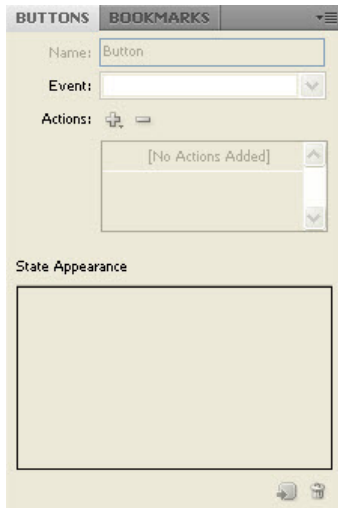 BUTTONS BOOKMARKS
Name: Button
Event:
Actions:
[No Actions Added]
State Appearance